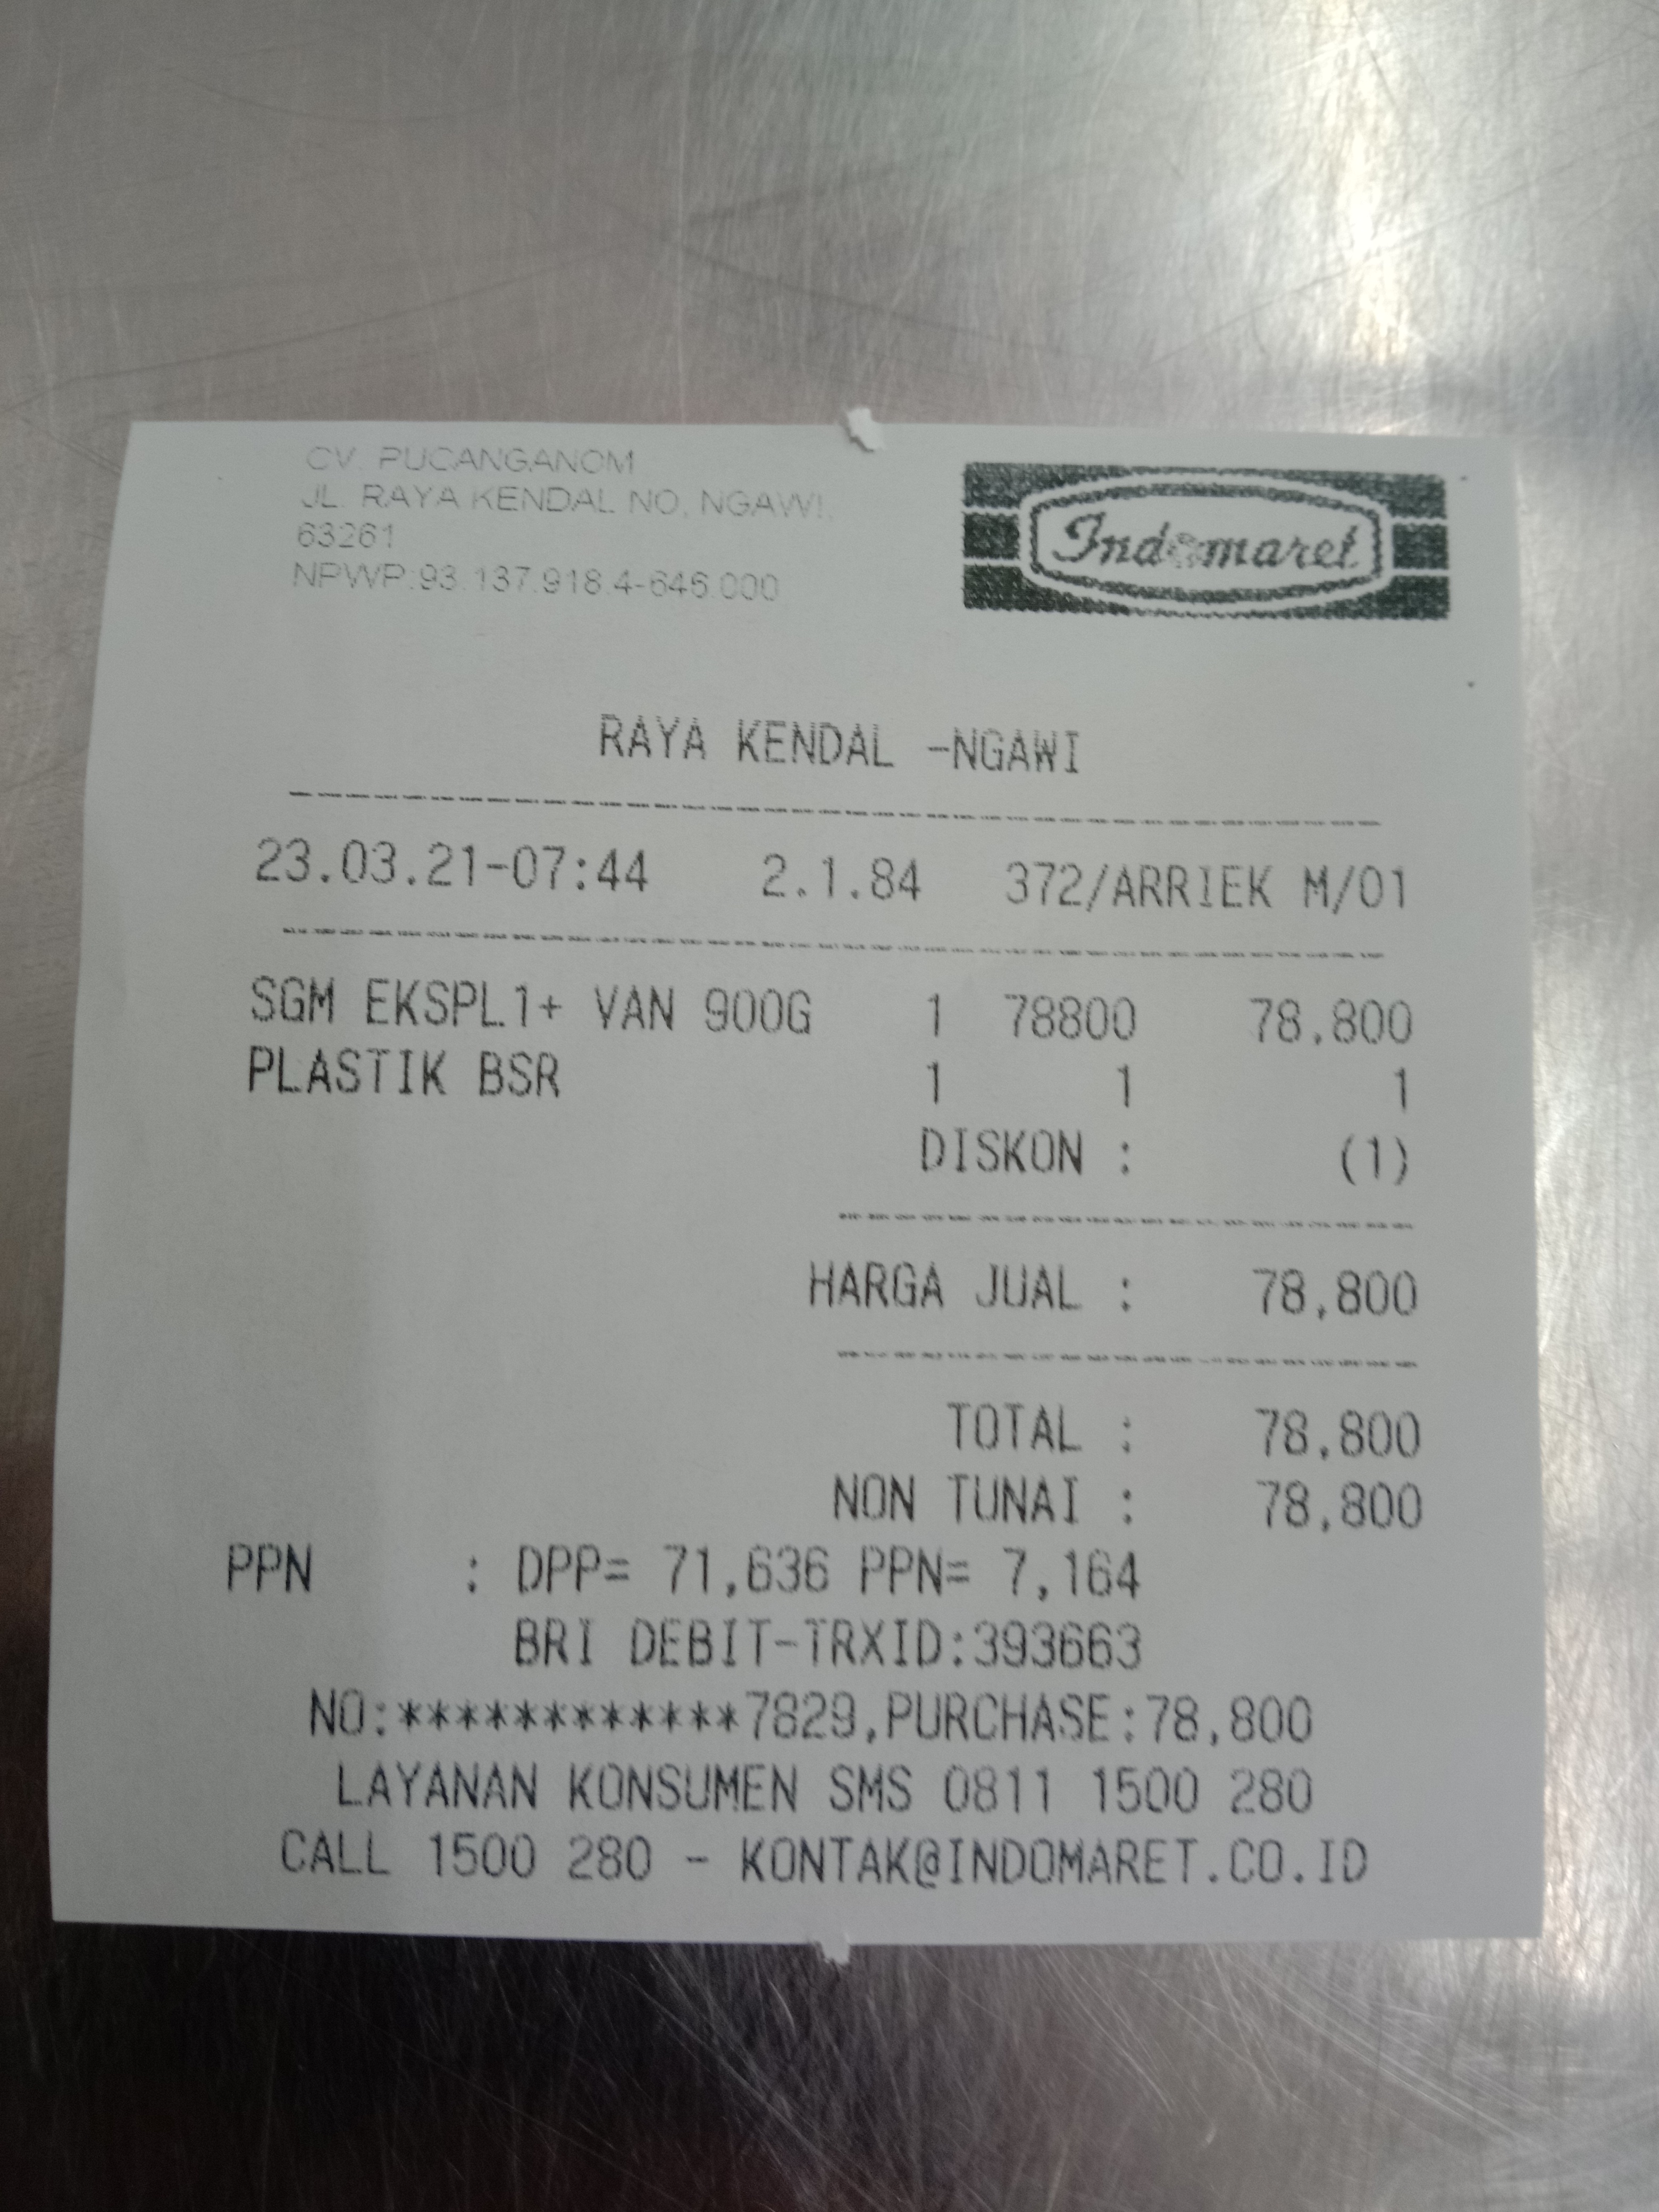 CV. PUCANGANOM
JL. RAYA KENDAL NO, NGAWI,
63261
NPWP:93.137.918.4-646.000
Indomaret
RAYA KENDAL -NGAWI
23.03.21-07:44 2.1.84 372/ARRIEK M/01
SGM EKSPL1+ VAN 900G 1 78800 78,800
PLASTIK BSR 1 1 1
DISKON : (1)
HARGA JUAL : 78,800
TOTAL : 78,800
NON TUNAI : 78,800
PPN : DPP= 71,636 PPN= 7,164
BRI DEBIT-TRXID:393663
NO:************7829,PURCHASE:78,800
LAYANAN KONSUMEN SMS 0811 1500 280
CALL 1500 280 - KONTAK@INDOMARET.CO.ID